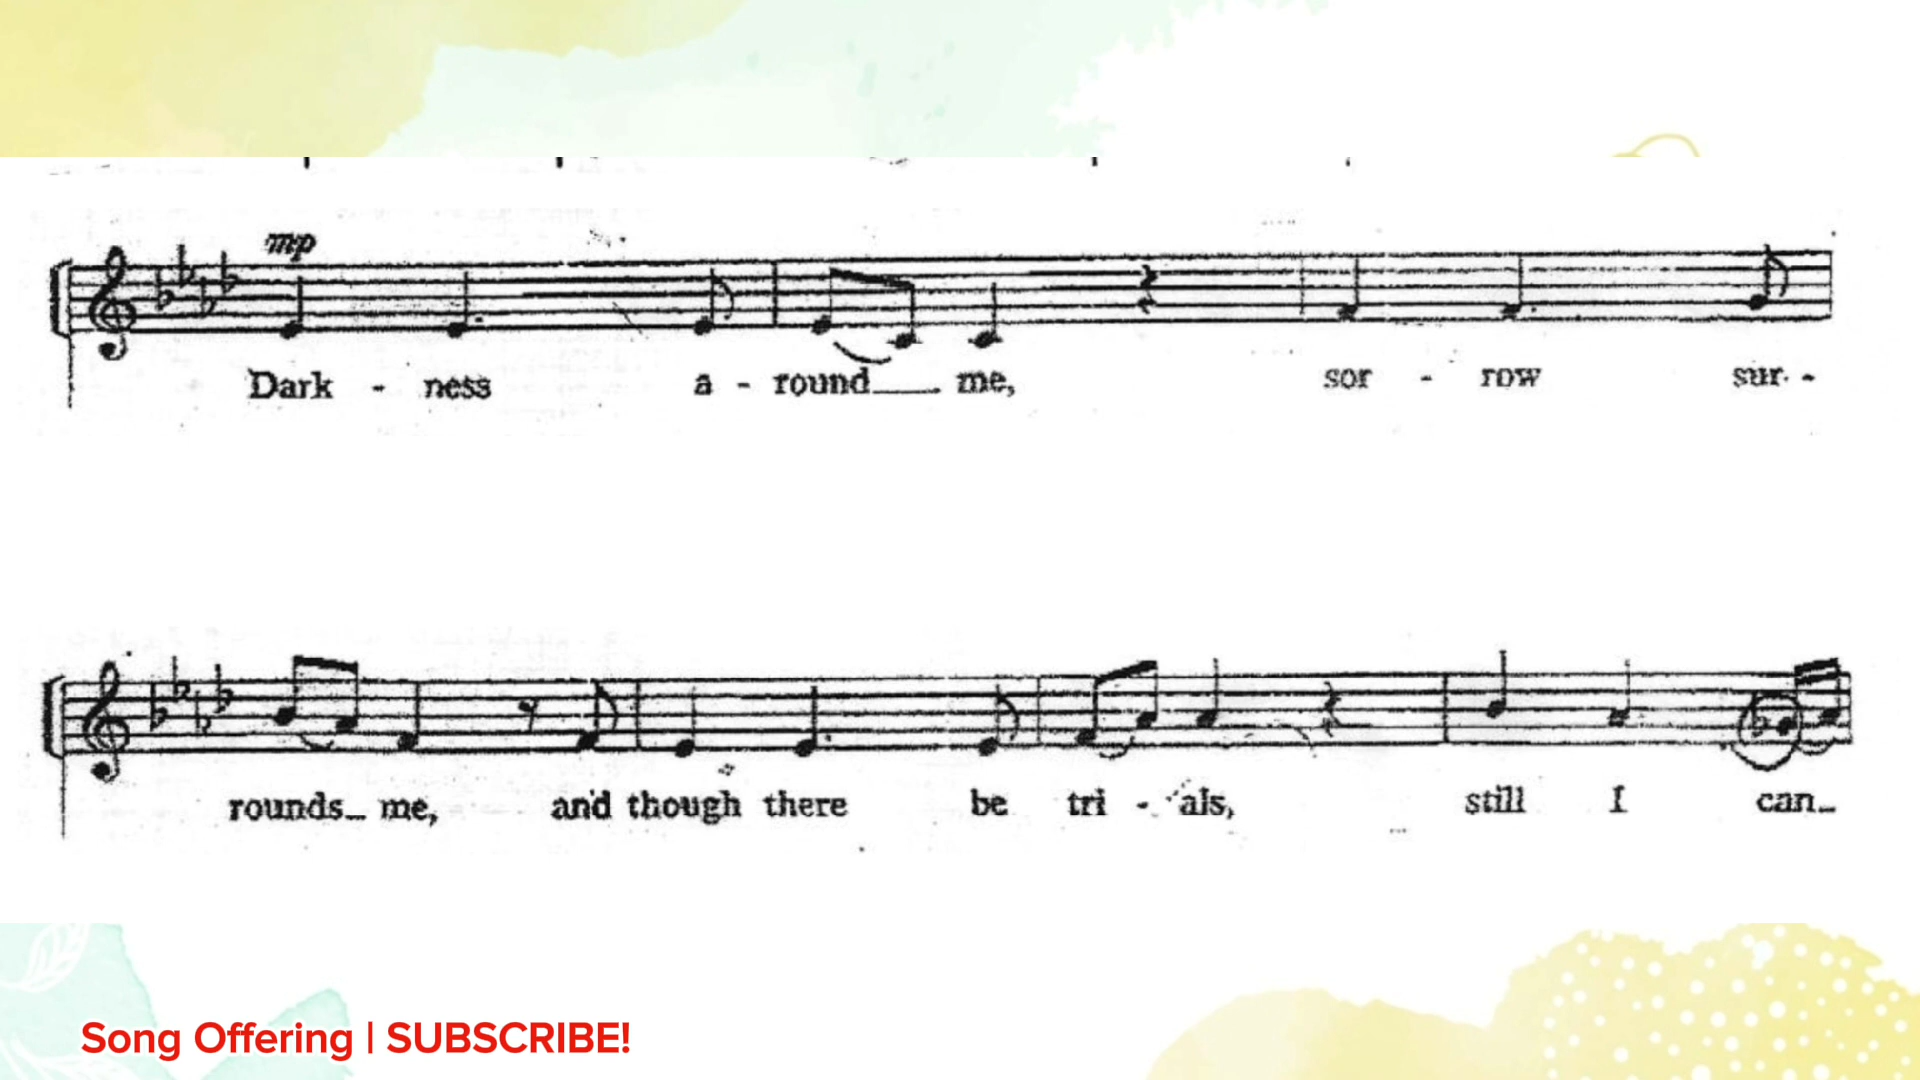 mp
Dark - ness a - round me, sor - row sur -
rounds me, and though there be tri - als, still I can
Song Offering | SUBSCRIBE!